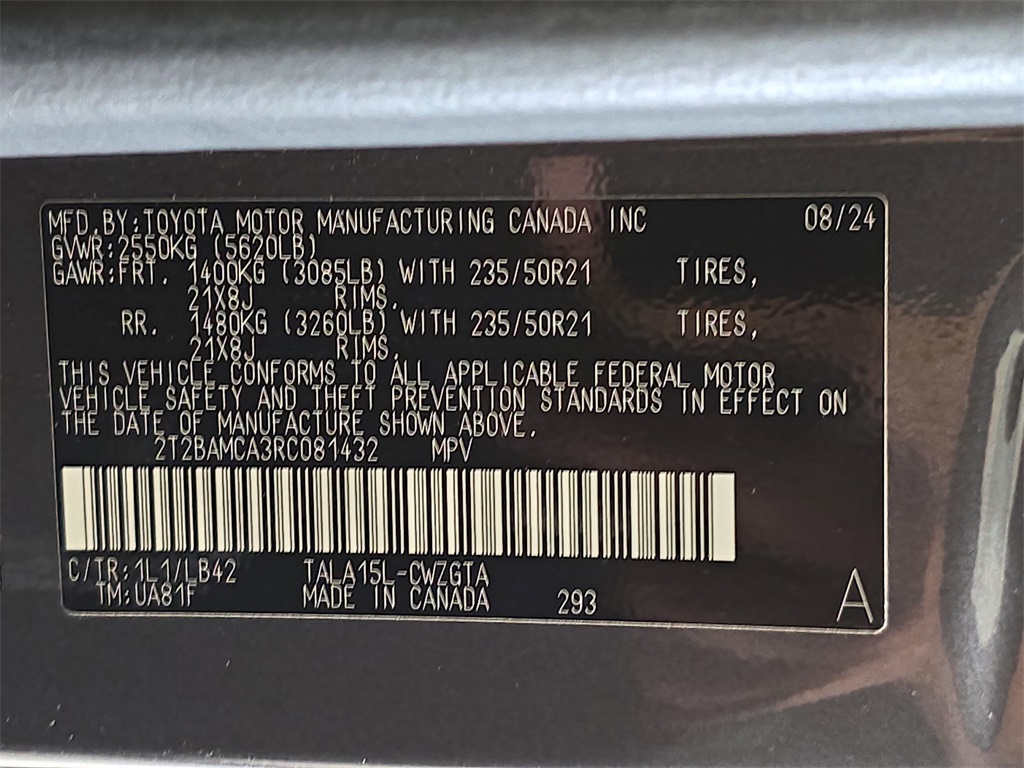 MFD.BY:TOYOTA MOTOR MANUFACTURING CANADA INC 08/24
GVWR:2550KG (5620LB)
GAWR:FRT. 1400KG (3085LB) WITH 235/50R21 TIRES,
21X8J RIMS.
RR. 1480KG (3260LB) WITH 235/50R21 TIRES,
21X8J RIMS.
THIS VEHICLE CONFORMS TO ALL APPLICABLE FEDERAL MOTOR
VEHICLE SAFETY AND THEFT PREVENTION STANDARDS IN EFFECT ON
THE DATE OF MANUFACTURE SHOWN ABOVE.
2T2BAMCA3RC081432 MPV
C/TR:1L1/LB42 TALA15L-CWZGTA
TM:UA81F MADE IN CANADA 293 A